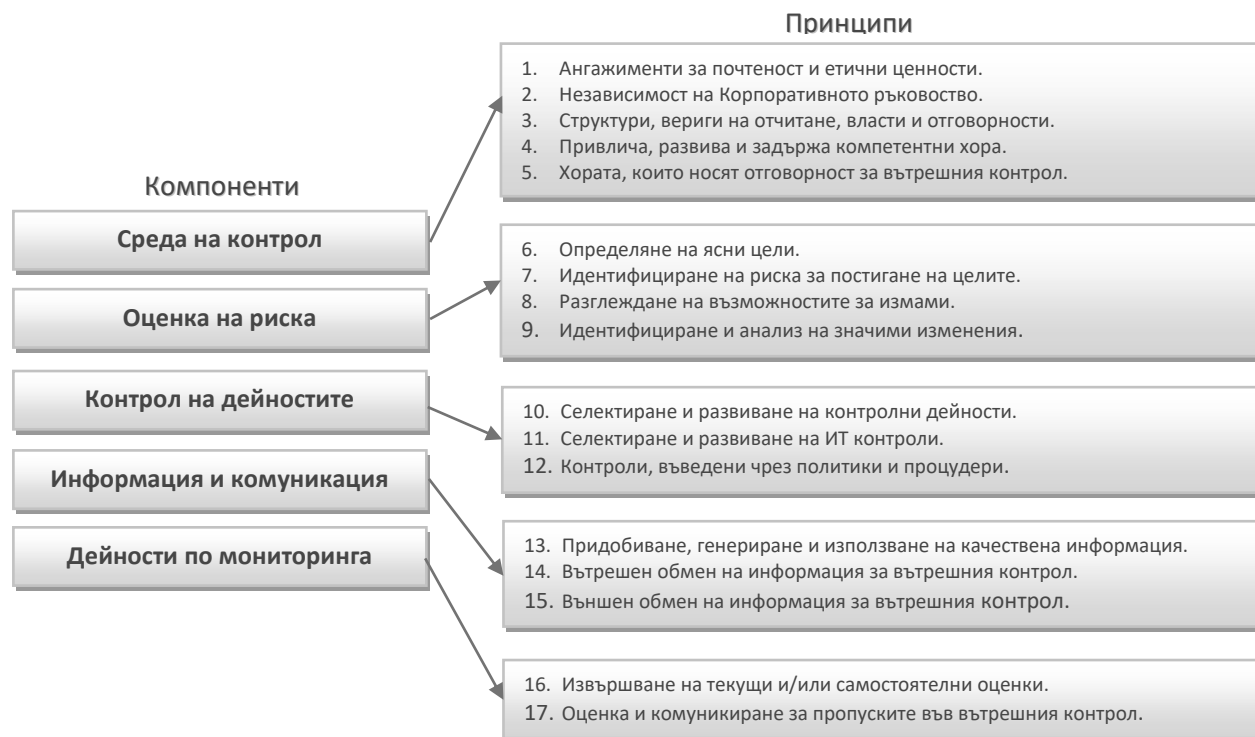 Принципи
1. Ангажименти за почтеност и етични ценности.
2. Независимост на Корпоративното ръковоство.
3. Структури, вериги на отчитане, власти и отговорности.
4. Привлича, развива и задържа компетентни хора.
5. Хората, които носят отговорност за вътрешния контрол.
Компоненти
Среда на контрол
6. Определяне на ясни цели.
7. Идентифициране на риска за постигане на целите.
8. Разглеждане на възможностите за измами.
9. Идентифициране и анализ на значими изменения.
Оценка на риска
Контрол на дейностите
10. Селектиране и развиване на контролни дейности.
11. Селектиране и развиване на ИТ контроли.
12. Контроли, въведени чрез политики и процудери.
Информация и комуникация
13. Придобиване, генериране и използване на качествена информация.
14. Вътрешен обмен на информация за вътрешния контрол.
15. Външен обмен на информация за вътрешния контрол.
Дейности по мониторинга
16. Извършване на текущи и/или самостоятелни оценки.
17. Оценка и комуникиране за пропуските във вътрешния контрол.